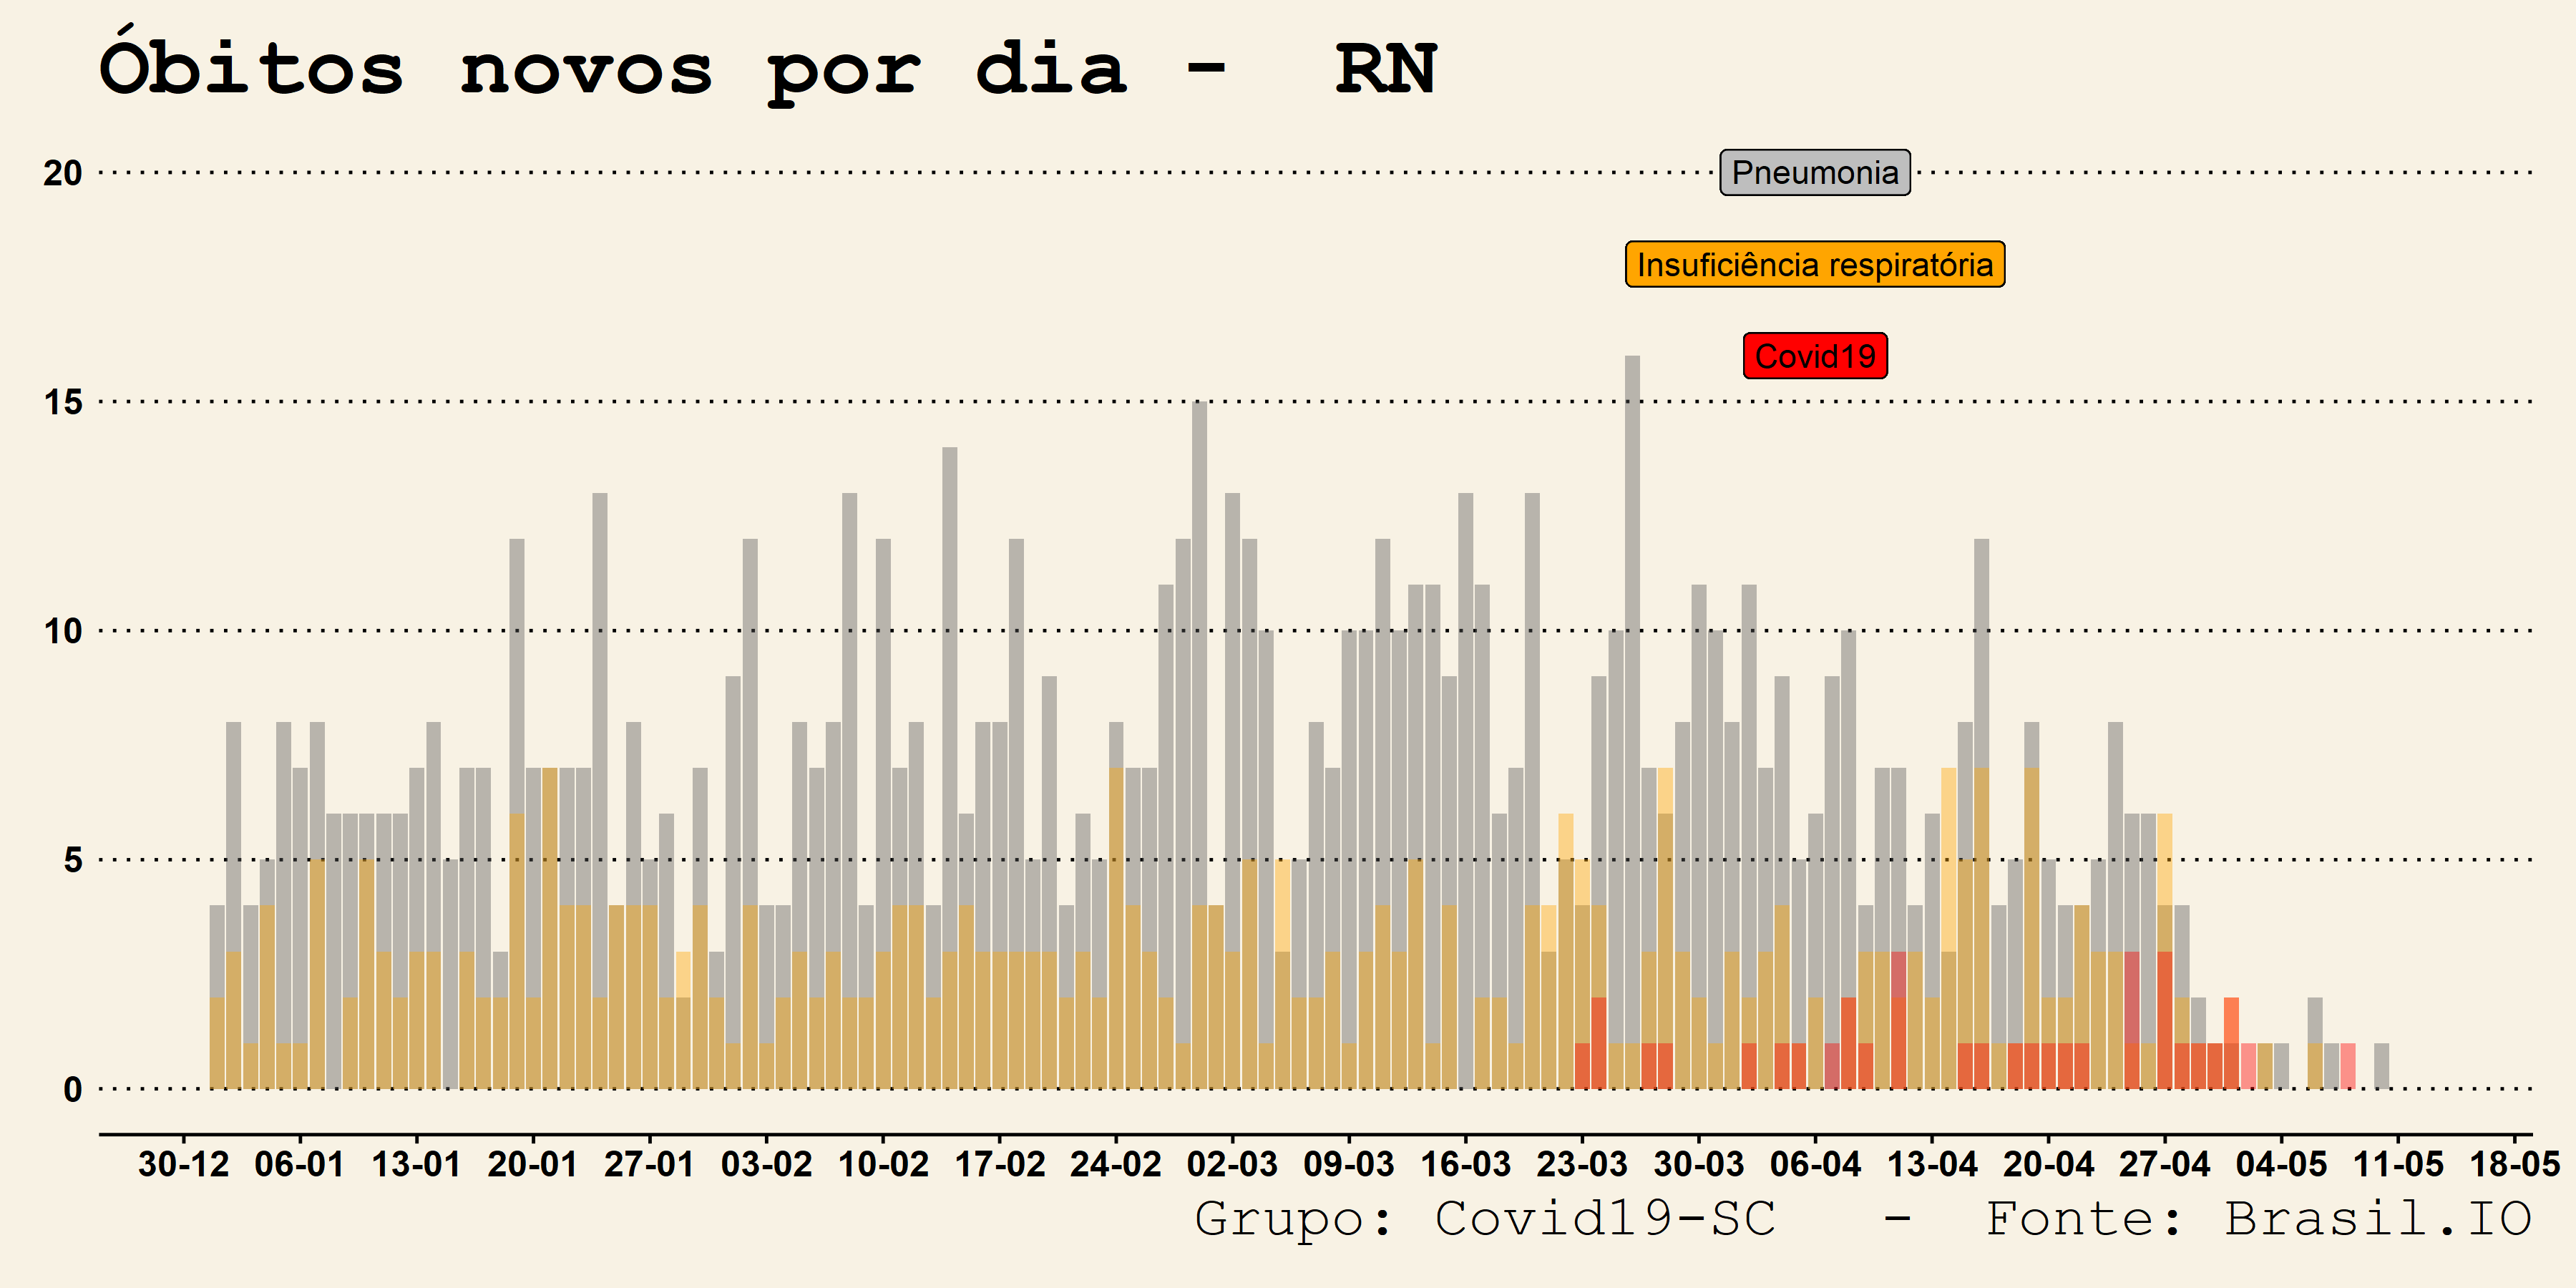 Óbitos novos por dia - RN
20
Pneumonia
Insuficiência respiratória
Covid19
15
10
5
0
30-12 06-01 13-01 20-01 27-01 03-02 10-02 17-02 24-02 02-03 09-03 16-03 23-03 30-03 06-04 13-04 20-04 27-04 04-05 11-05 18-05
Grupo: Covid19-SC - Fonte: Brasil.IO